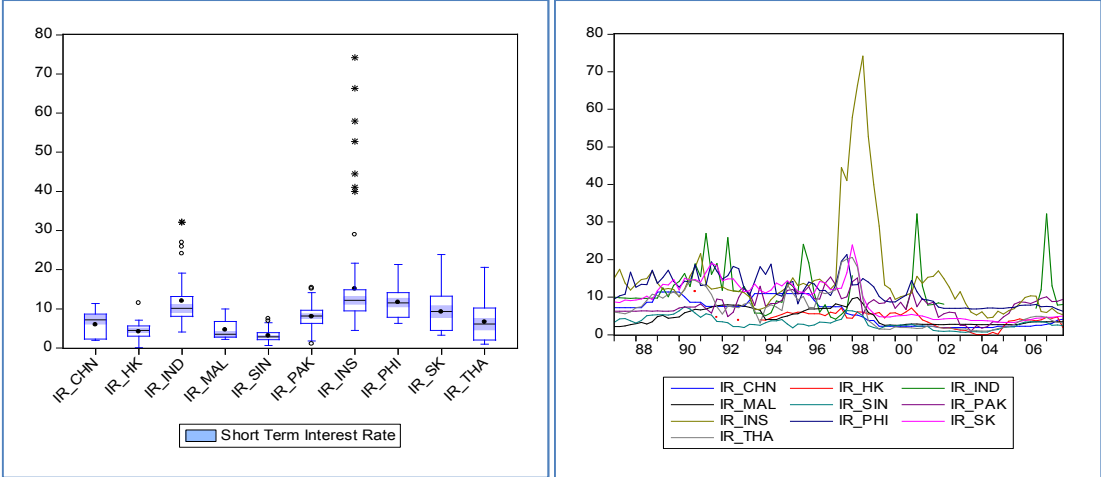 80
70
60
50
40
30
20
10
0
IR_CHN
IR_HK
IR_IND
IR_MAL
IR_SIN
IR_PAK
IR_INS
IR_PHI
IR_SK
IR_THA
Short Term Interest Rate
80
70
60
50
40
30
20
10
0
88 90 92 94 96 98 00 02 04 06
IR_CHN IR_HK IR_IND
IR_MAL IR_SIN IR_PAK
IR_INS IR_PHI IR_SK
IR_THA